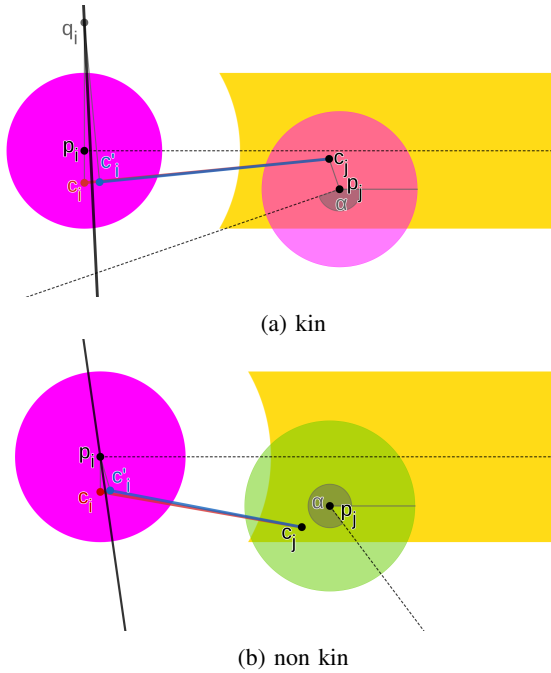 q_i
p_i
c'_i
c_i
c_j
p_j
α
(a) kin
p_i
c'_i
c_i
α
p_j
c_j
(b) non kin